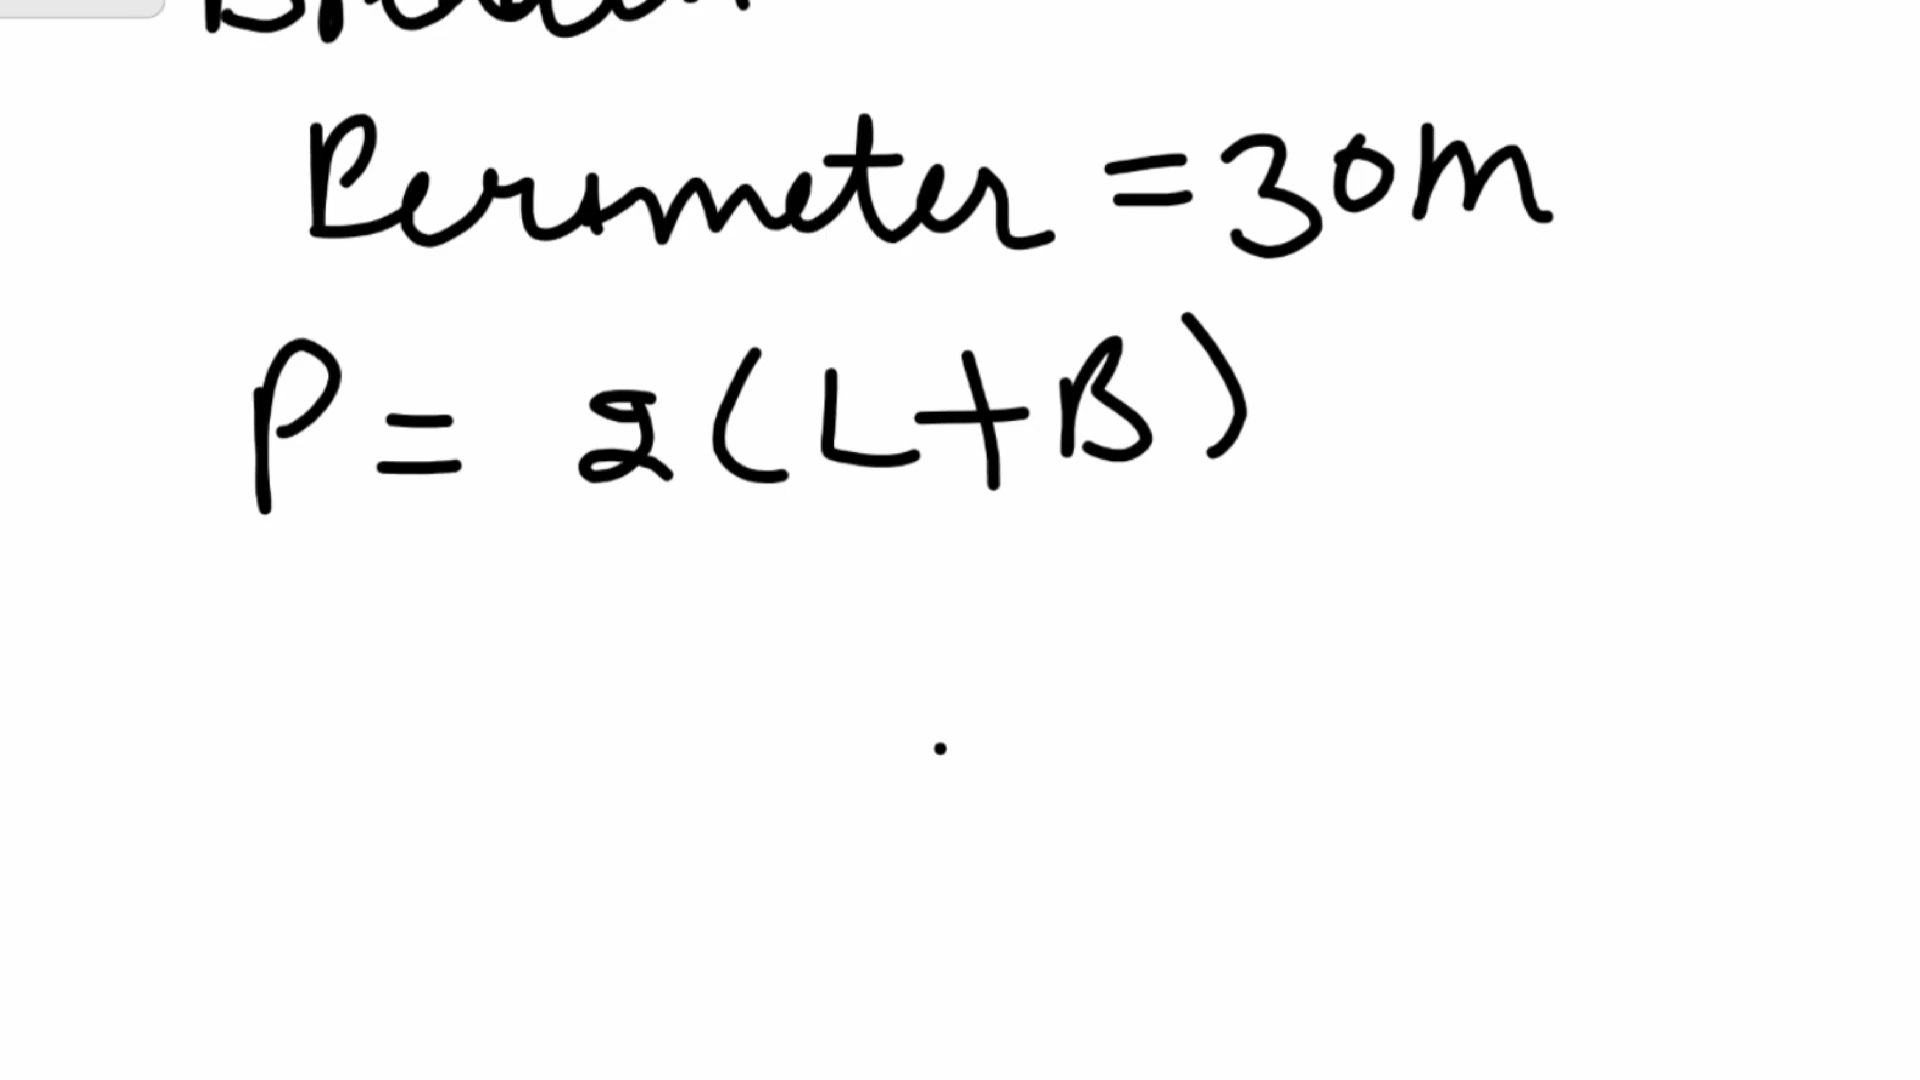 Perimeter = 30m
P = 2(L+B)